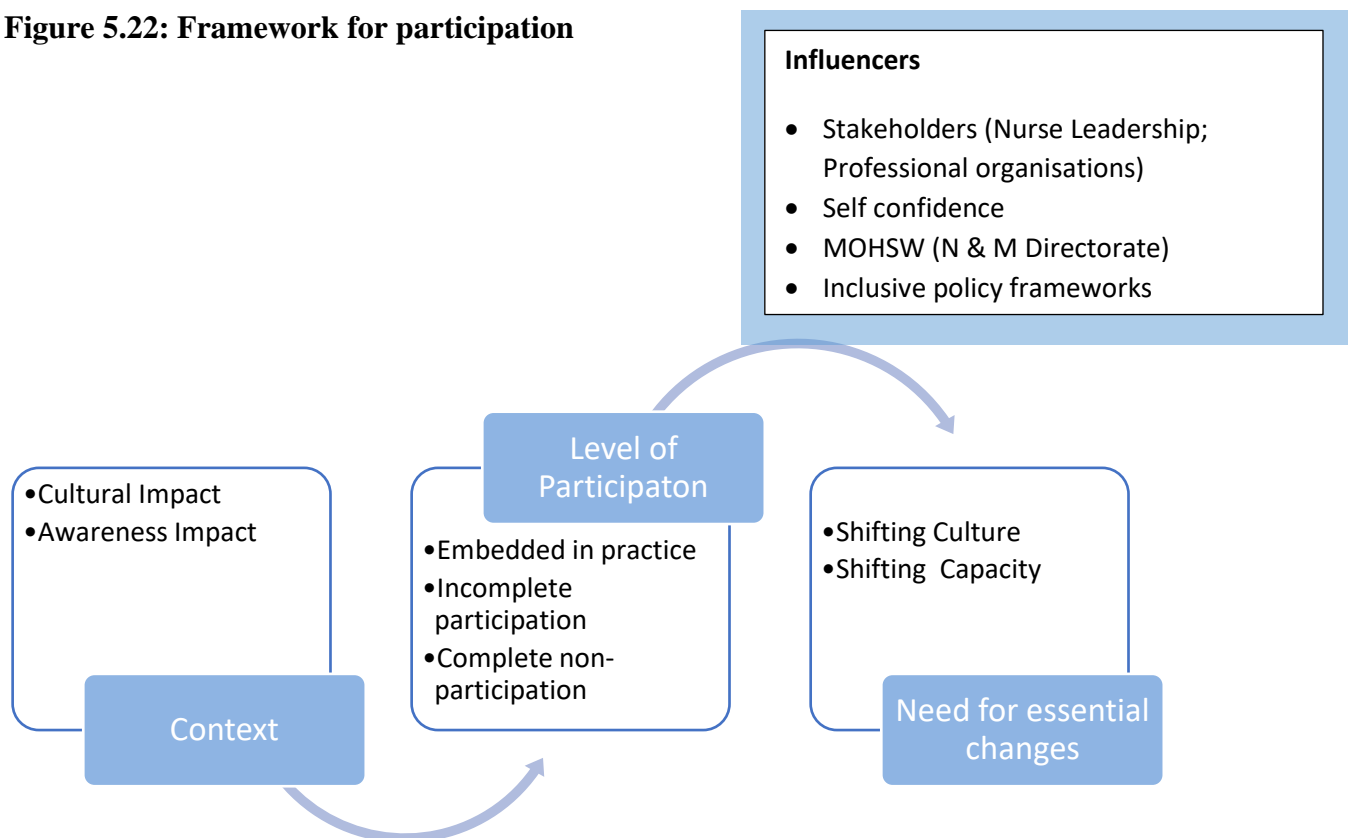 Figure 5.22: Framework for participation
Influencers
• Stakeholders (Nurse Leadership;
Professional organisations)
• Self confidence
• MOHSW (N & M Directorate)
• Inclusive policy frameworks
•Cultural Impact
•Awareness Impact
Context
Level of
Participaton
•Embedded in practice
•Incomplete
participation
•Complete non-
participation
•Shifting Culture
•Shifting Capacity
Need for essential
changes